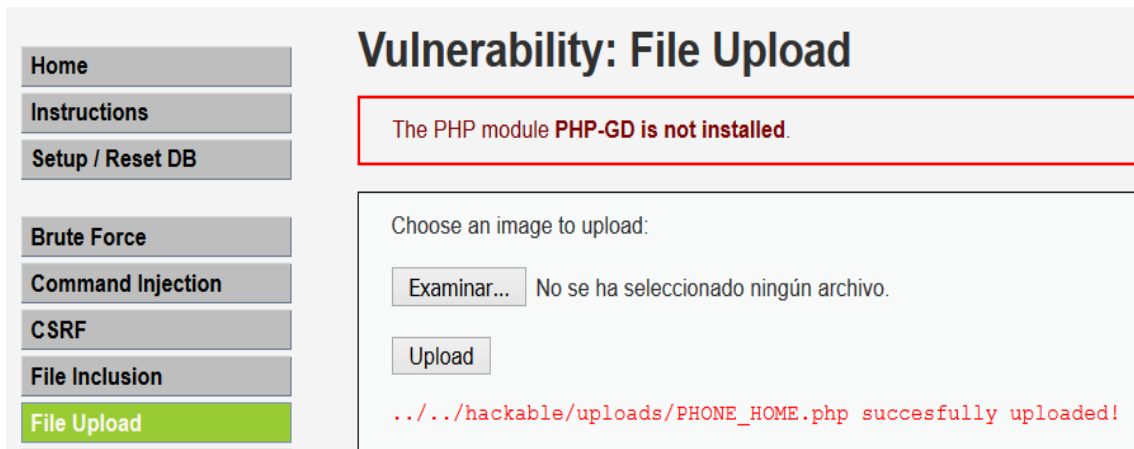 Home
Instructions
Setup / Reset DB
Brute Force
Command Injection
CSRF
File Inclusion
File Upload
Vulnerability: File Upload
The PHP module PHP-GD is not installed.
Choose an image to upload:
Examinar... No se ha seleccionado ningún archivo.
Upload
../../hackable/uploads/PHONE_HOME.php succesfully uploaded!